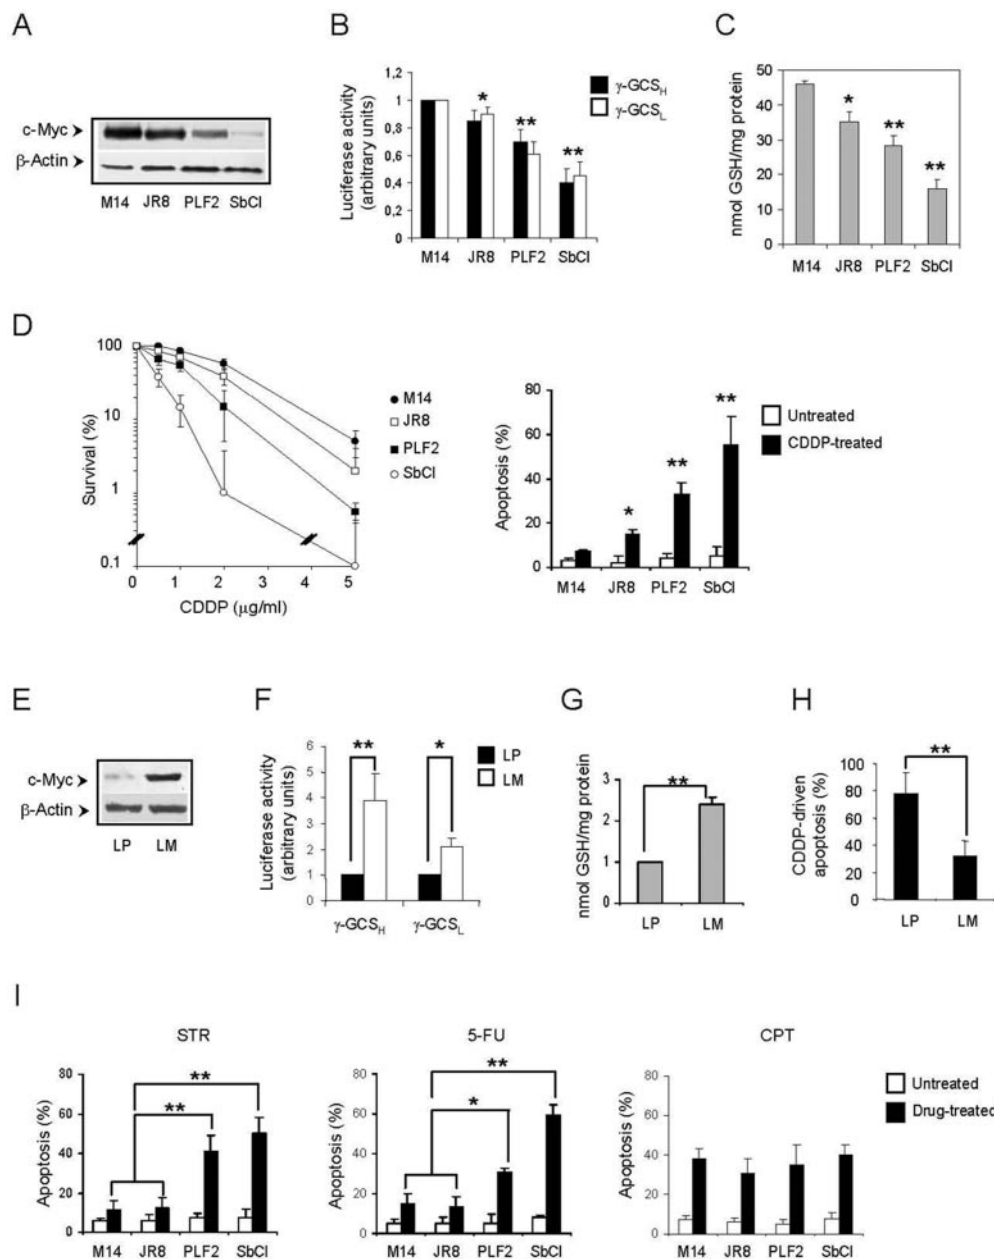 A
c-Myc
β-Actin
M14 JR8 PLF2 SbCl
B
Luciferase activity
(arbitrary units)
1,2
1
0,8
0,6
0,4
0,2
0
* ** **
γ-GCSH
γ-GCSL
M14 JR8 PLF2 SbCl
C
nmol GSH/mg protein
50
40
30
20
10
0
* ** **
M14 JR8 PLF2 SbCl
D
Survival (%)
100
10
1
0.1
0 1 2 3 4 5
CDDP (μg/ml)
M14
JR8
PLF2
SbCl
Apoptosis (%)
80
60
40
20
0
* ** **
M14 JR8 PLF2 SbCl
Untreated
CDDP-treated
E
c-Myc
β-Actin
LP LM
F
Luciferase activity
(arbitrary units)
6
5
4
3
2
1
0
** *
γ-GCSH γ-GCSL
LP
LM
G
nmol GSH/mg protein
3
2
1
0
**
LP LM
H
CDDP-driven
apoptosis (%)
100
80
60
40
20
0
**
LP LM
I
STR
Apoptosis (%)
80
60
40
20
0
**
**
M14 JR8 PLF2 SbCl
5-FU
Apoptosis (%)
80
60
40
20
0
**
*
M14 JR8 PLF2 SbCl
CPT
Apoptosis (%)
80
60
40
20
0
M14 JR8 PLF2 SbCl
Untreated
Drug-treated